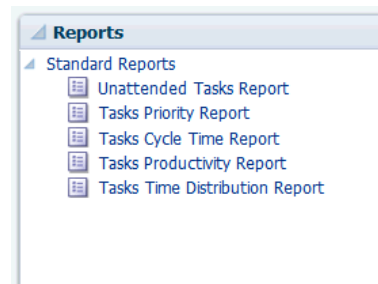 Reports
Standard Reports
Unattended Tasks Report
Tasks Priority Report
Tasks Cycle Time Report
Tasks Productivity Report
Tasks Time Distribution Report